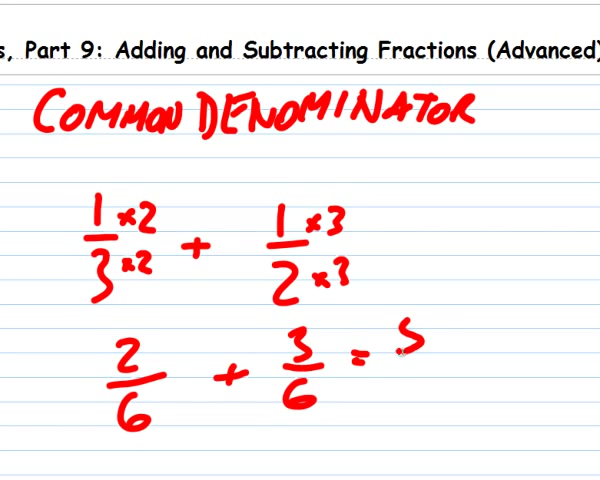 s, Part 9: Adding and Subtracting Fractions (Advanced)
COMMON DENOMINATOR
1 × 2 + 1 × 3
3 × 2 2 × 3
2 + 3 = 5
6 6